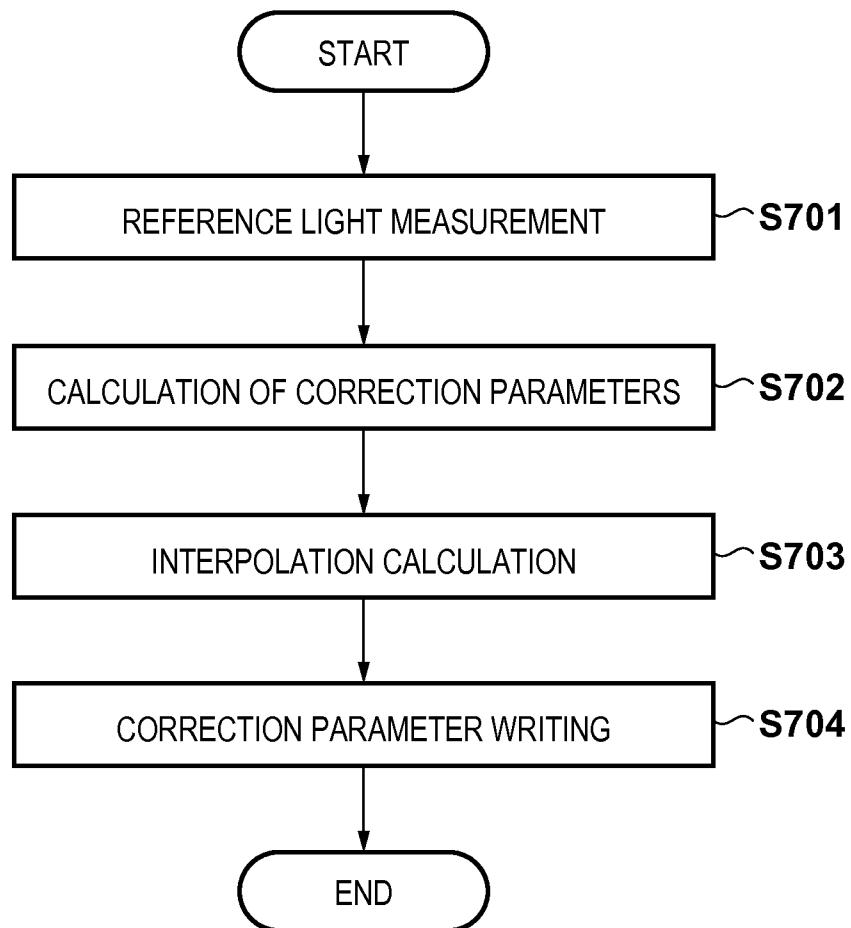 START
REFERENCE LIGHT MEASUREMENT
S701
CALCULATION OF CORRECTION PARAMETERS
S702
INTERPOLATION CALCULATION
S703
CORRECTION PARAMETER WRITING
S704
END